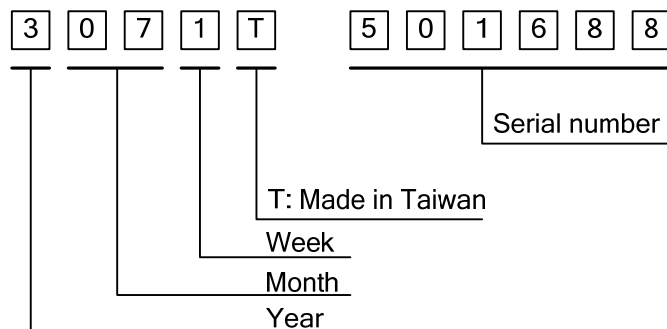 3 0 7 1 T 5 0 1 6 8 8
Serial number
T: Made in Taiwan
Week
Month
Year